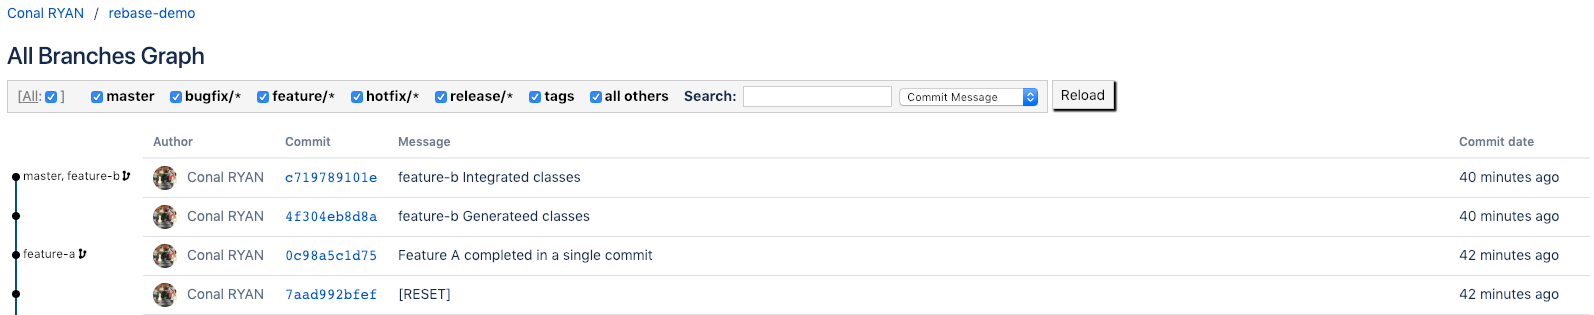 Conal RYAN / rebase-demo
All Branches Graph
[All: ] master bugfix/* feature/* hotfix/* release/* tags all others Search: Commit Message Reload
Author Commit Message Commit date
master, feature-b Conal RYAN c719789101e feature-b Integrated classes 40 minutes ago
Conal RYAN 4f304eb8d8a feature-b Generateed classes 40 minutes ago
feature-a Conal RYAN 0c98a5c1d75 Feature A completed in a single commit 42 minutes ago
Conal RYAN 7aad992bfef [RESET] 42 minutes ago